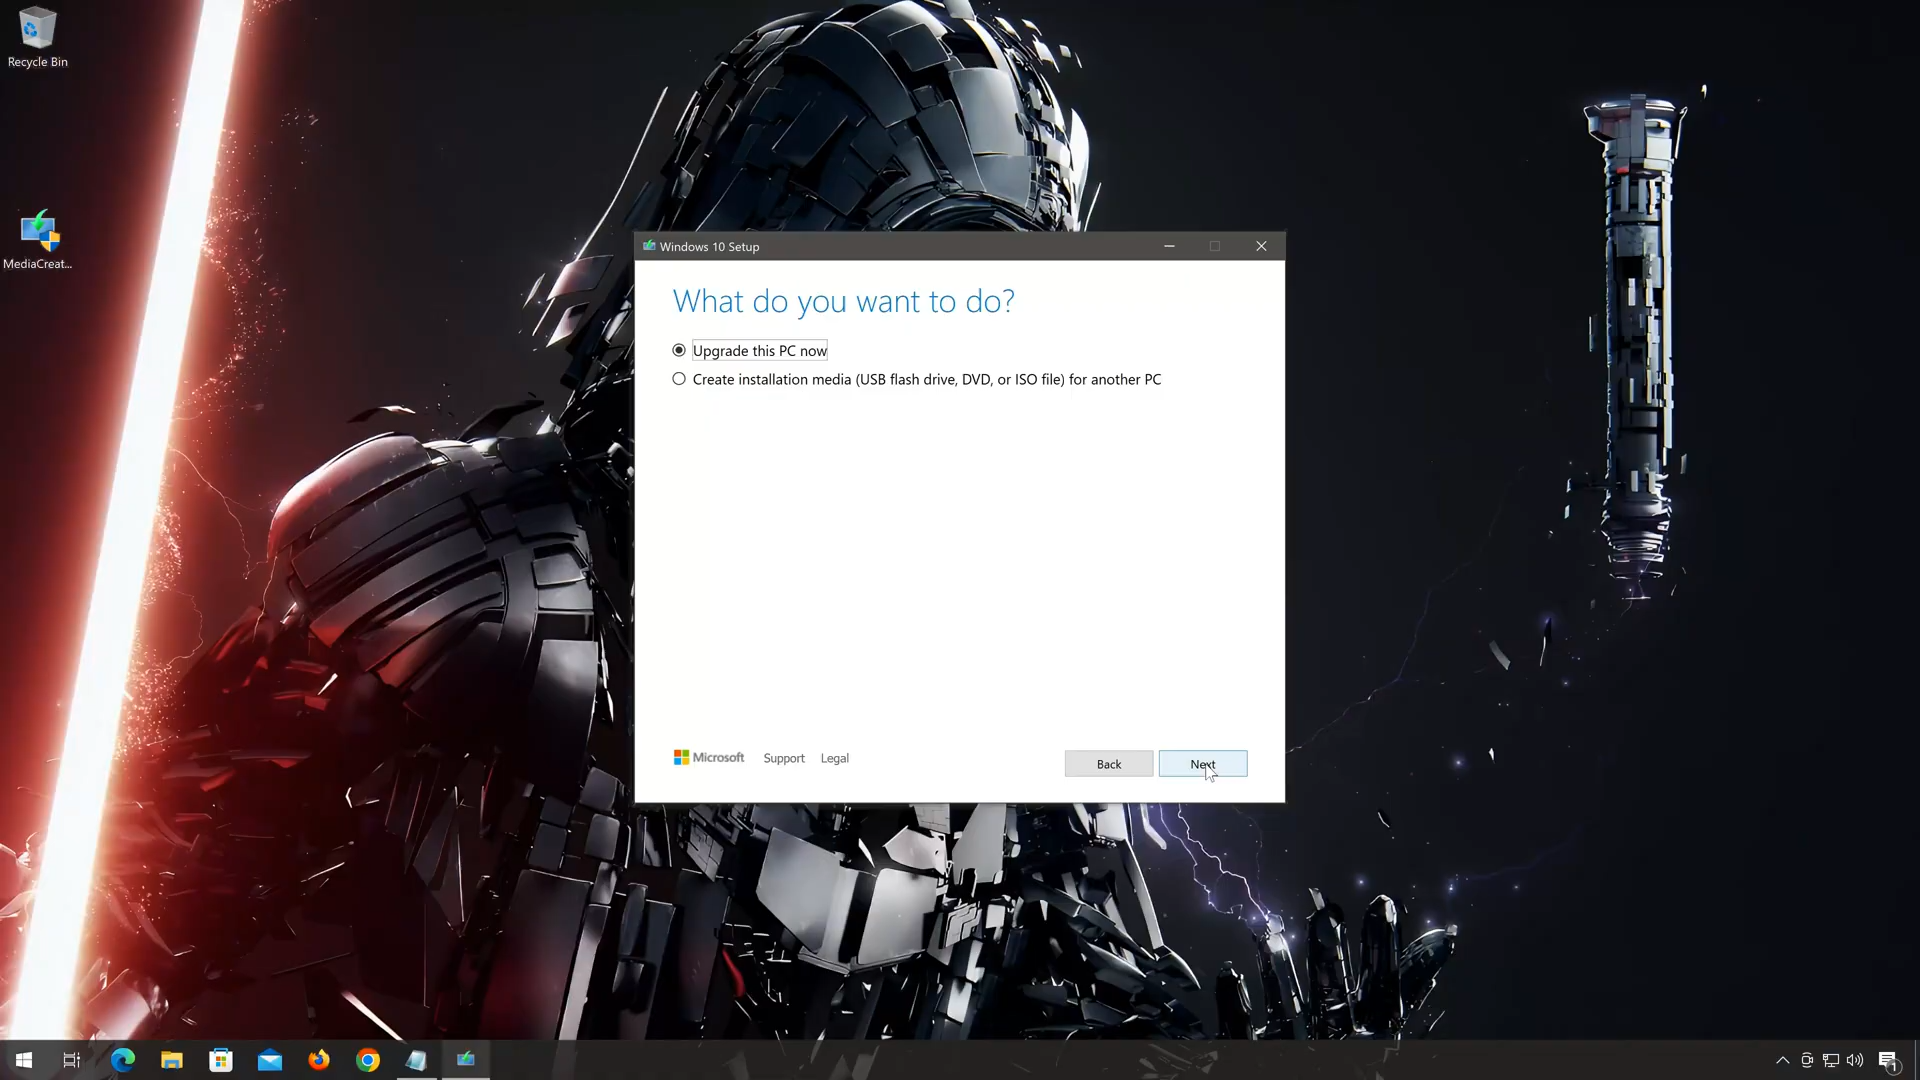 Recycle Bin
MediaCreat...
Windows 10 Setup
What do you want to do?
Upgrade this PC now
Create installation media (USB flash drive, DVD, or ISO file) for another PC
Microsoft Support Legal
Back Next
1